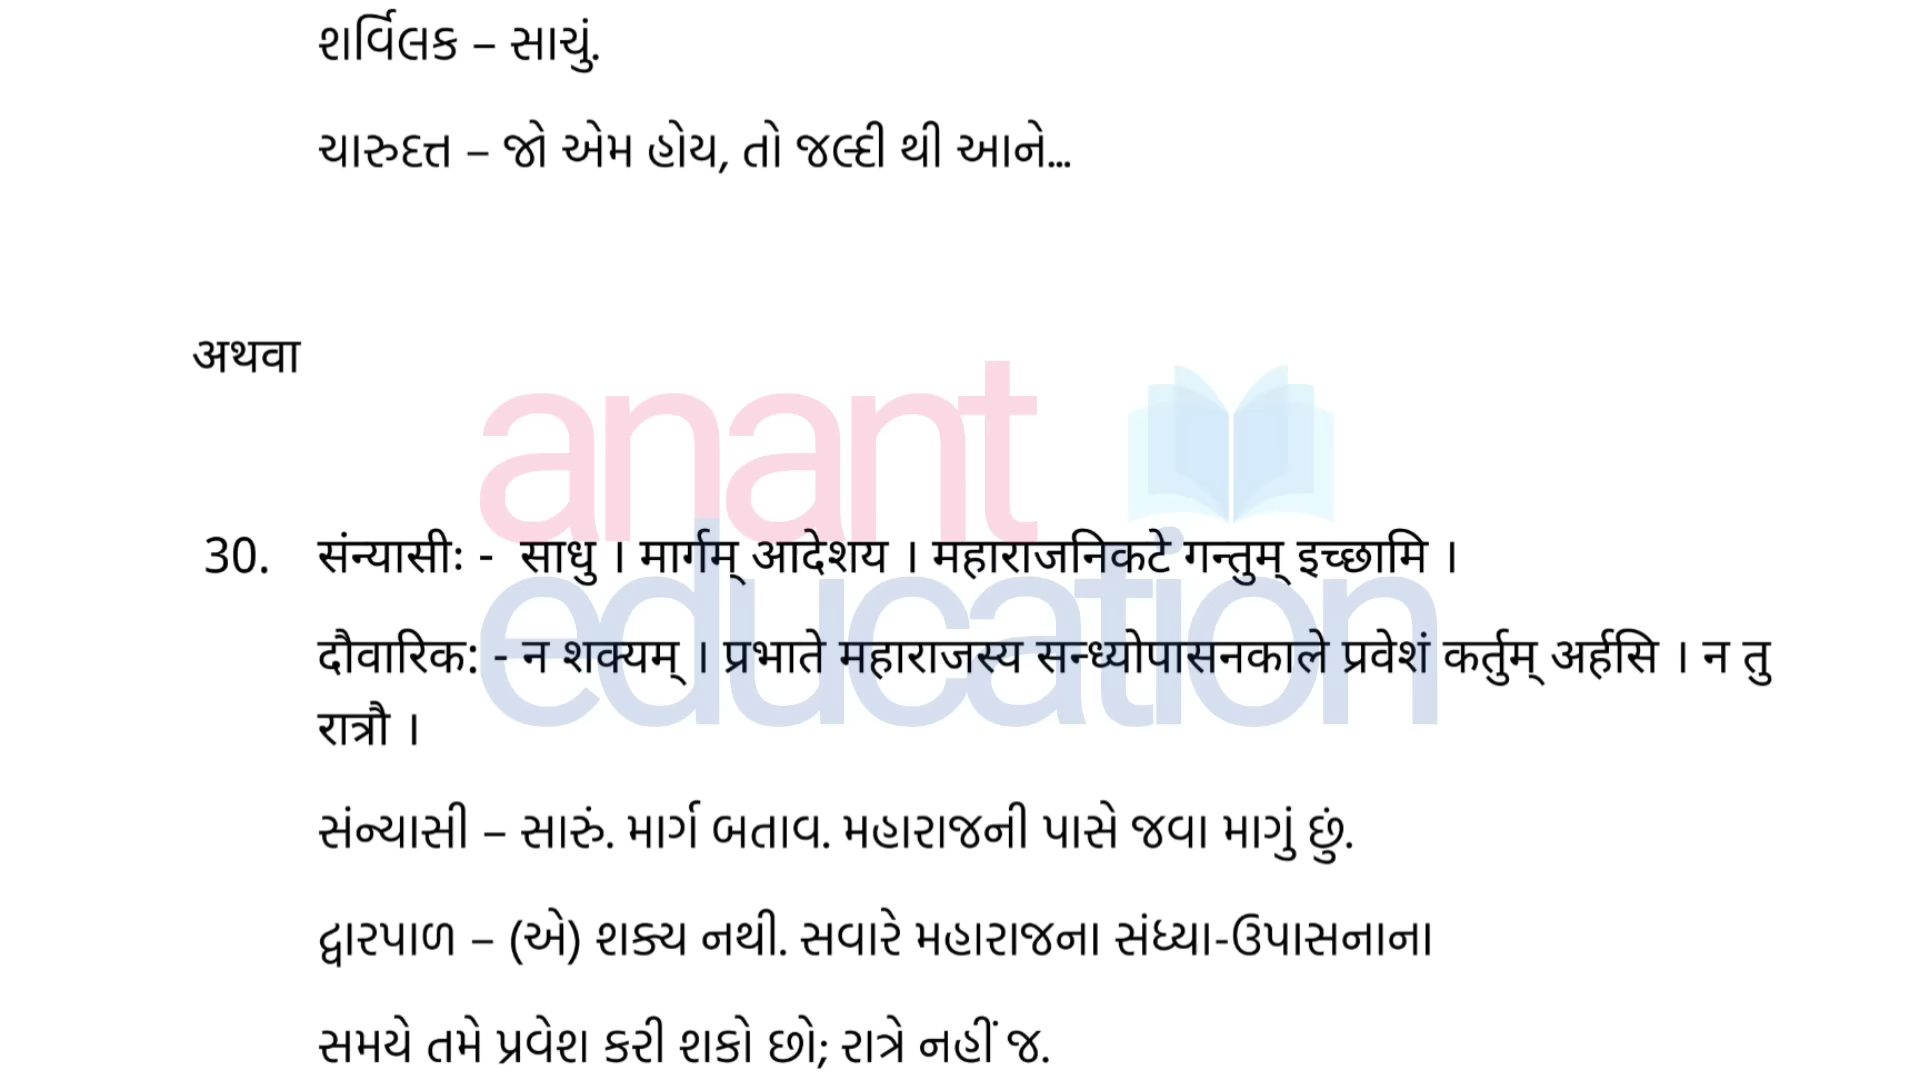 શર્વિલક – સાચું.
ચારુદત્ત – જો એમ હોય, તો જલ્દી થી આને...
अथवा
anant
education
30. संन्यासीः - साधु । मार्गम् आदेशय । महाराजनिकटे गन्तुम् इच्छामि ।
दौवारिक: - न शक्यम् । प्रभाते महाराजस्य सन्ध्योपासनकाले प्रवेशं कर्तुम् अर्हसि । न तु
रात्रौ ।
સંન્યાસી – સારું. માર્ગ બતાવ. મહારાજની પાસે જવા માગું છું.
દ્વારપાળ – (એ) શક્ય નથી. સવારે મહારાજના સંધ્યા-ઉપાસનાના
સમયે તમે પ્રવેશ કરી શકો છો; રાત્રે નહીં જ.